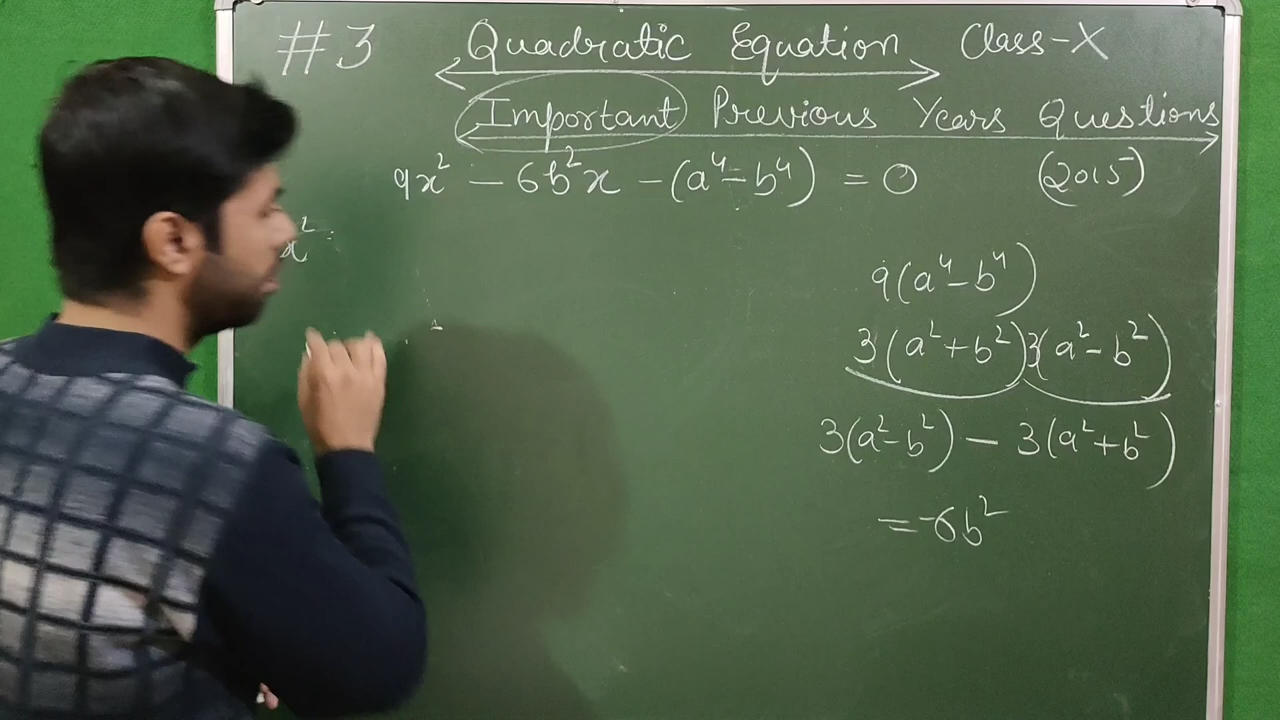 #3 Quadratic Equation Class-X
Important Previous Years Questions
9x² - 6b²x - (a⁴ - b⁴) = 0 (2015)
x²
9(a⁴ - b⁴)
3(a² + b²) 3(a² - b²)
3(a² - b²) - 3(a² + b²)
= -6b²